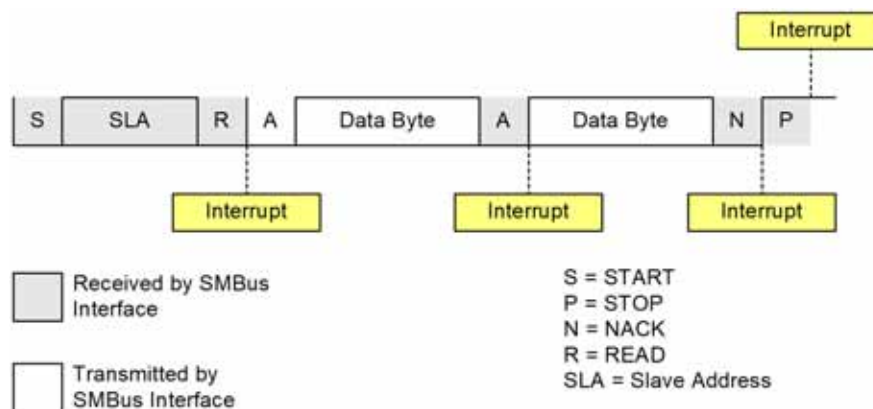 Interrupt
S SLA R A Data Byte A Data Byte N P
Interrupt Interrupt Interrupt
Received by SMBus
Interface
Transmitted by
SMBus Interface
S = START
P = STOP
N = NACK
R = READ
SLA = Slave Address